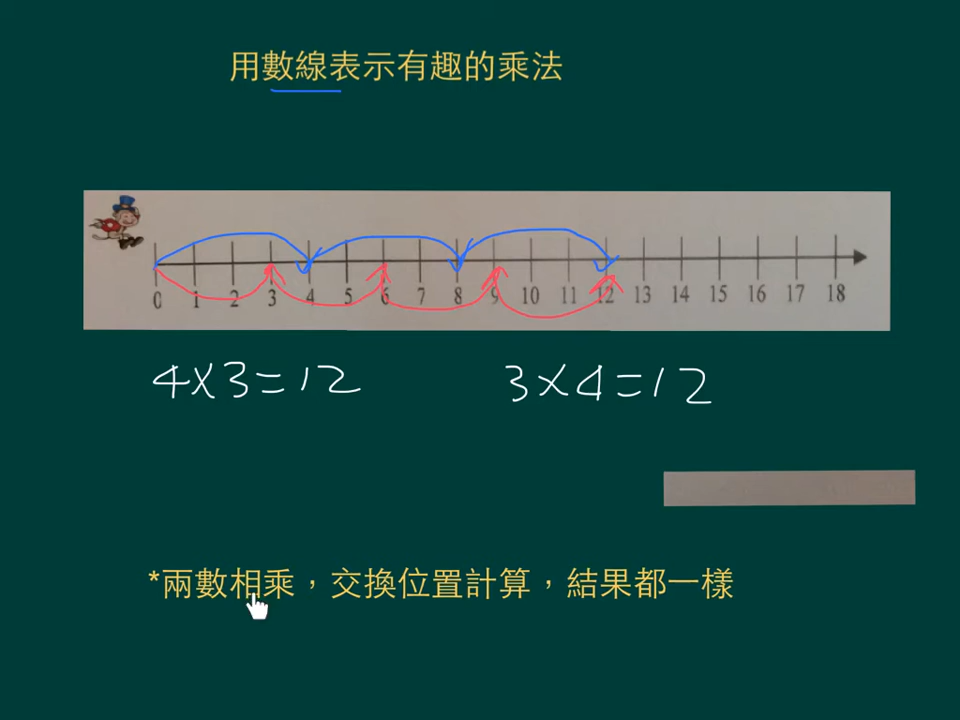 用數線表示有趣的乘法
0 1 2 3 4 5 6 7 8 9 10 11 12 13 14 15 16 17 18
4×3=12 3×4=12
*兩數相乘，交換位置計算，結果都一樣